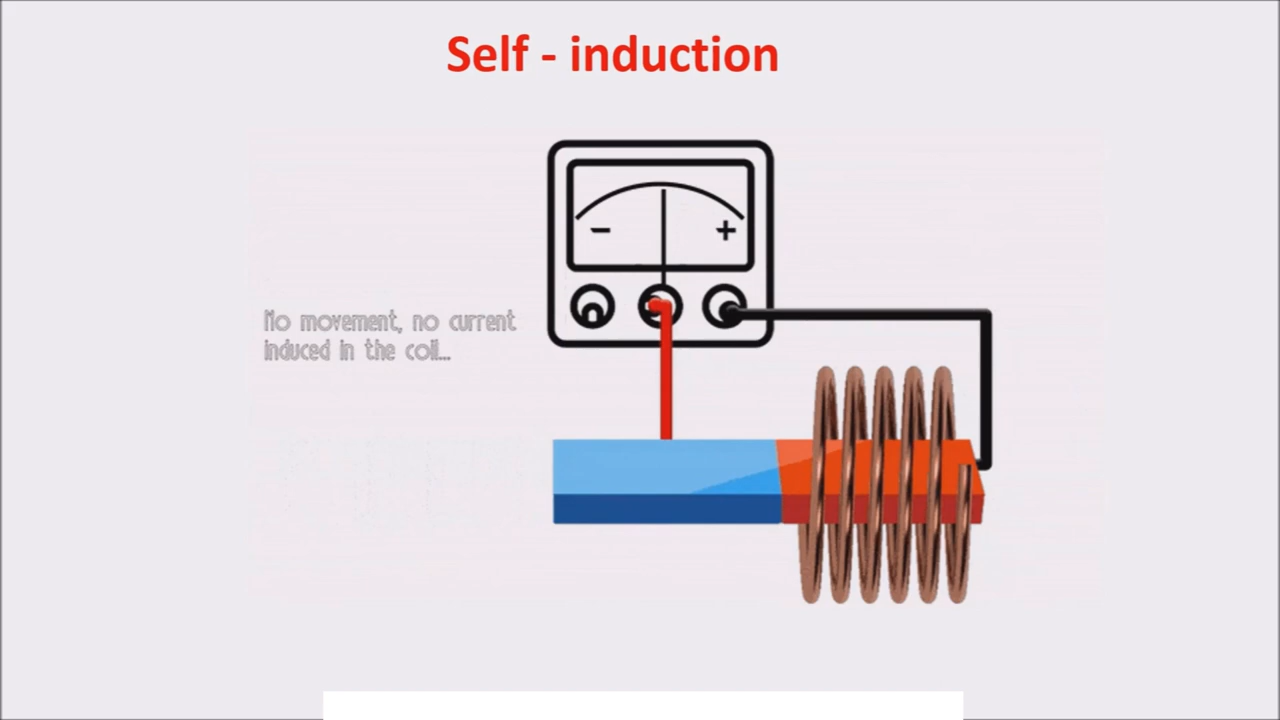 Self - induction
- +
No movement, no current
induced in the coil...